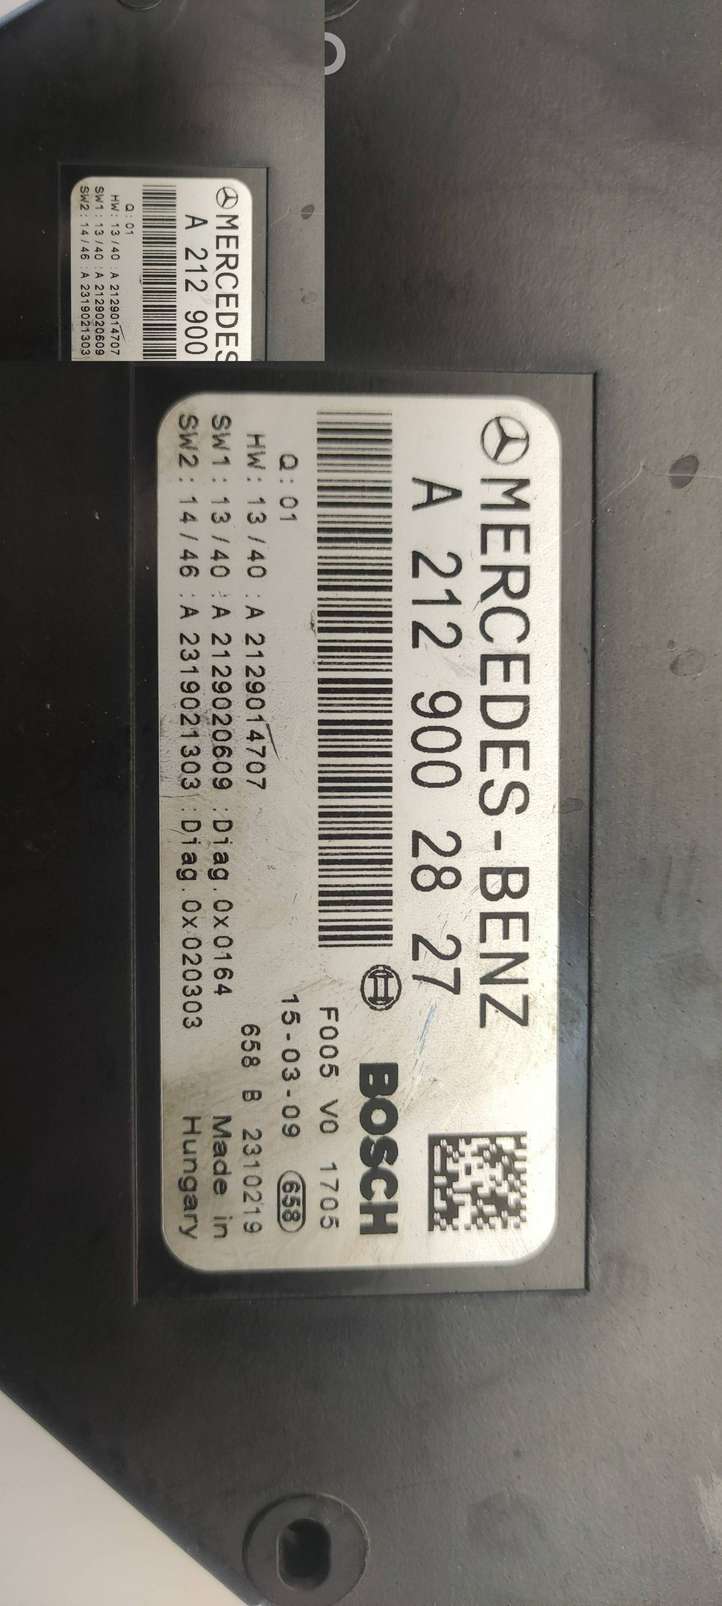 MERCEDES-BENZ
A 212 900 28 27
BOSCH
F005 V0 1705
Q:01
15-03-09 658
HW:13/40:A 2129014707
658 B 2310219
SW1:13/40:A 2129020609:Diag.0x0164
Made in
SW2:14/46:A 2319021303:Diag.0x020303
Hungary
MERCEDES
A 212 900
Q:01
HW:13/40:A 2129014707
SW1:13/40:A 2129020609
SW2:14/46:A 2319021303